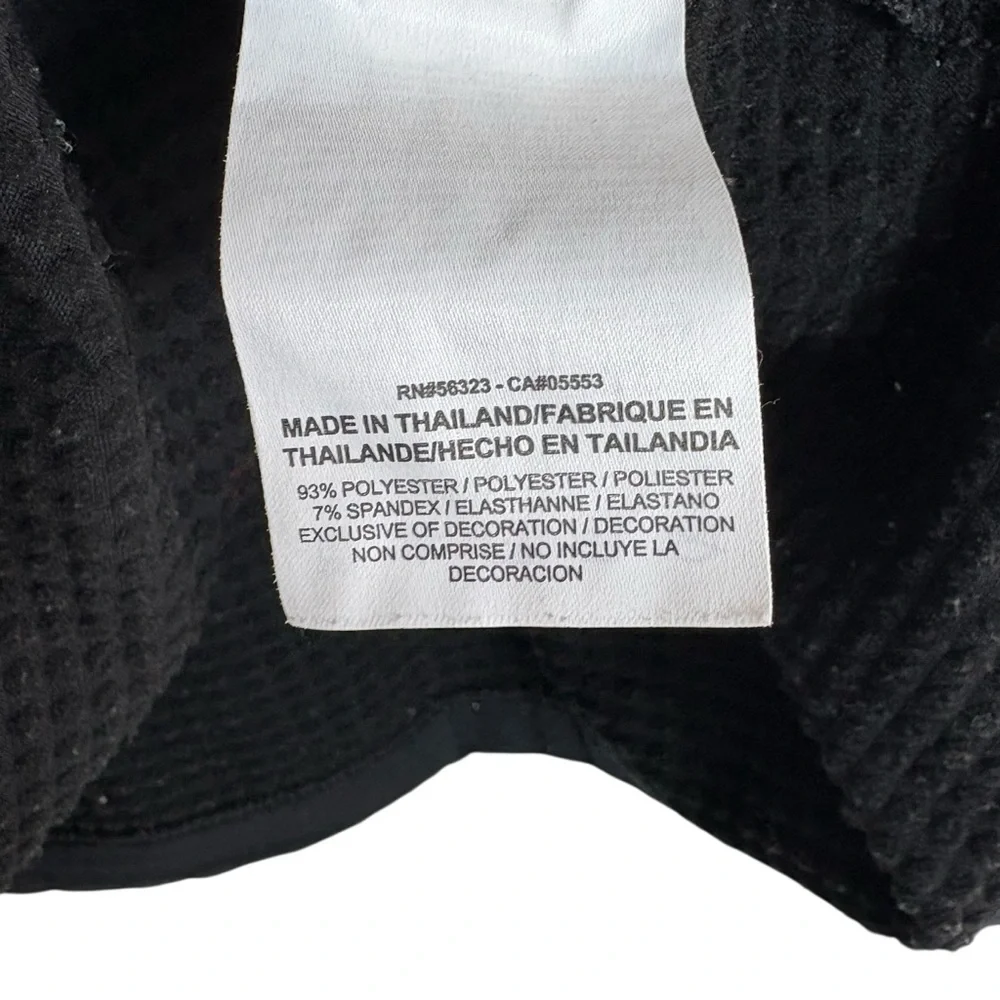 RN#56323 - CA#05553
MADE IN THAILAND/FABRIQUE EN
THAILANDE/HECHO EN TAILANDIA
93% POLYESTER / POLYESTER / POLIESTER
7% SPANDEX / ELASTHANNE / ELASTANO
EXCLUSIVE OF DECORATION / DECORATION
NON COMPRISE / NO INCLUYE LA
DECORACION